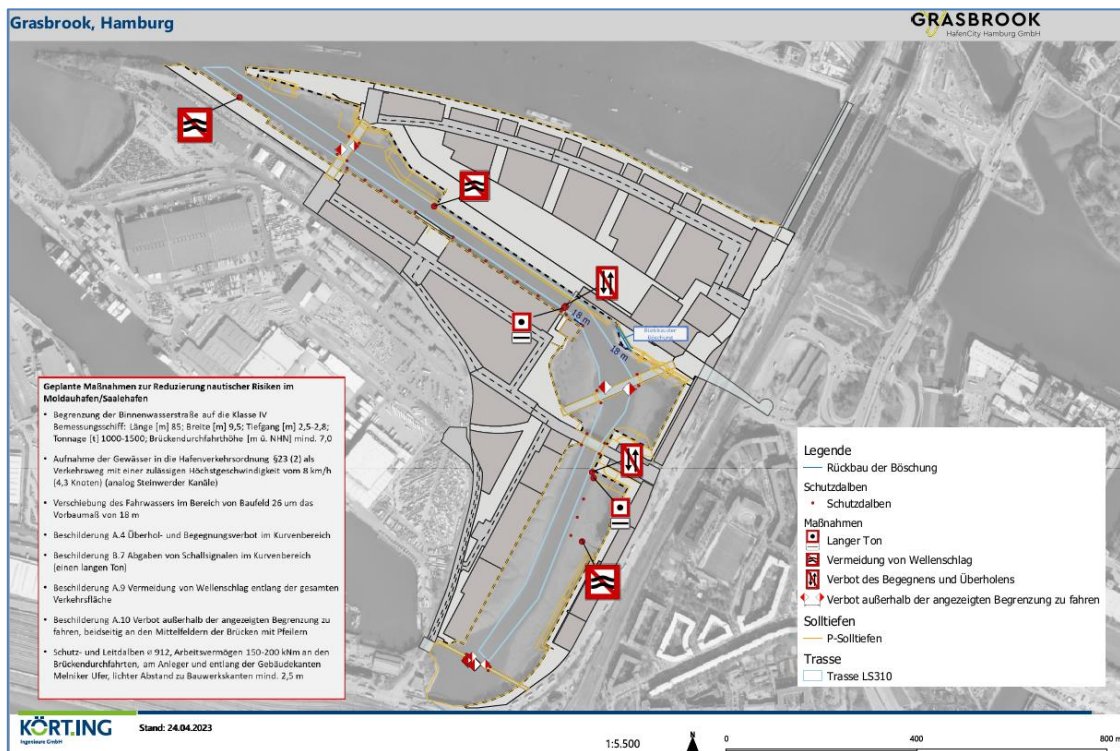 Grasbrook, Hamburg
GRASBROOK
HafenCity Hamburg GmbH
18 m
Rückbau der
Böschung
18 m
Geplante Maßnahmen zur Reduzierung nautischer Risiken im
Moldauhafen/Saalehafen
• Begrenzung der Binnenwasserstraße auf die Klasse IV
Bemessungsschiff: Länge [m] 85; Breite [m] 9,5; Tiefgang [m] 2,5-2,8;
Tonnage [t] 1000-1500; Brückendurchfahrthöhe [m ü. NHN] mind. 7,0
• Aufnahme der Gewässer in die Hafenverkehrsordnung §23 (2) als
Verkehrsweg mit einer zulässigen Höchstgeschwindigkeit vom 8 km/h
(4,3 Knoten) (analog Steinwerder Kanäle)
• Verschiebung des Fahrwassers im Bereich von Baufeld 26 um das
Vorbaumaß von 18 m
• Beschilderung A.4 Überhol- und Begegnungsverbot im Kurvenbereich
• Beschilderung B.7 Abgaben von Schallsignalen im Kurvenbereich
(einen langen Ton)
• Beschilderung A.9 Vermeidung von Wellenschlag entlang der gesamten
Verkehrsfläche
• Beschilderung A.10 Verbot außerhalb der angezeigten Begrenzung zu
fahren, beidseitig an den Mittelfeldern der Brücken mit Pfeilern
• Schutz- und Leitdalben ø 912, Arbeitsvermögen 150-200 kNm an den
Brückendurchfahrten, am Anleger und entlang der Gebäudekanten
Melniker Ufer, lichter Abstand zu Bauwerkskanten mind. 2,5 m
Legende
Rückbau der Böschung
Schutzdalben
Schutzdalben
Maßnahmen
Langer Ton
Vermeidung von Wellenschlag
Verbot des Begegnens und Überholens
Verbot außerhalb der angezeigten Begrenzung zu fahren
Solltiefen
P-Solltiefen
Trasse
Trasse LS310
KÖRTING
Ingenieure GmbH
Stand: 24.04.2023
1:5.500
N
0
400
800 m